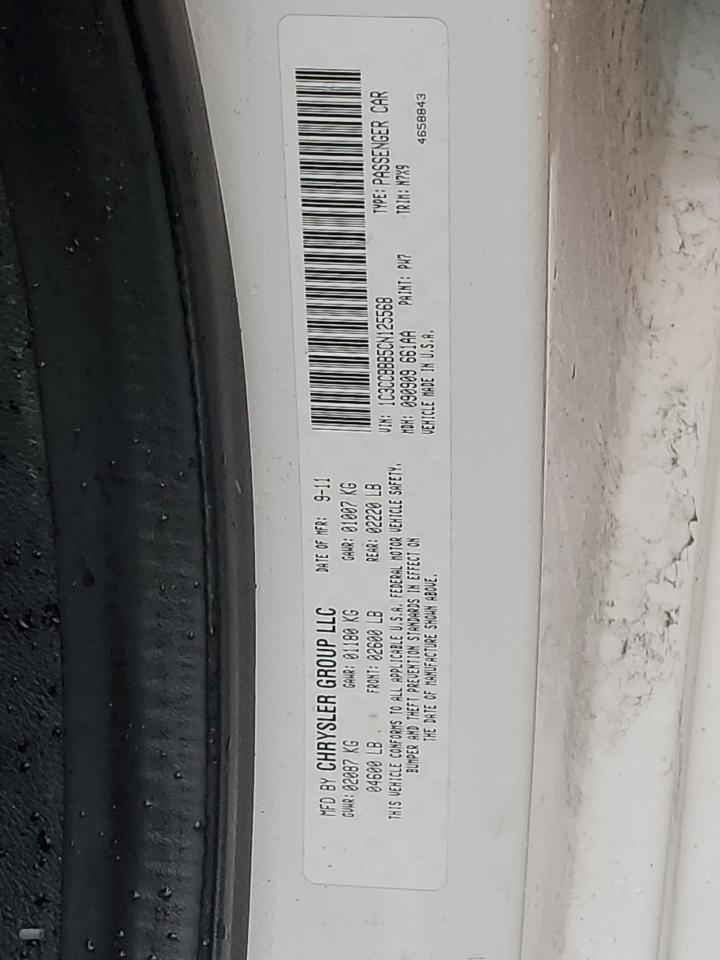 MFD BY CHRYSLER GROUP LLC DATE OF MFR: 9-11
GVWR: 02087 KG GAWR: 01180 KG GAWR: 01007 KG
04600 LB FRONT: 02600 LB REAR: 02220 LB
THIS VEHICLE CONFORMS TO ALL APPLICABLE U.S.A. FEDERAL MOTOR VEHICLE SAFETY,
BUMPER AND THEFT PREVENTION STANDARDS IN EFFECT ON
THE DATE OF MANUFACTURE SHOWN ABOVE.
VIN: 1C3CCBBB5CN125568 TYPE: PASSENGER CAR
MDH: 090909 661AA PAINT: PW7 TRIM: M7X9
VEHICLE MADE IN U.S.A. 4658843